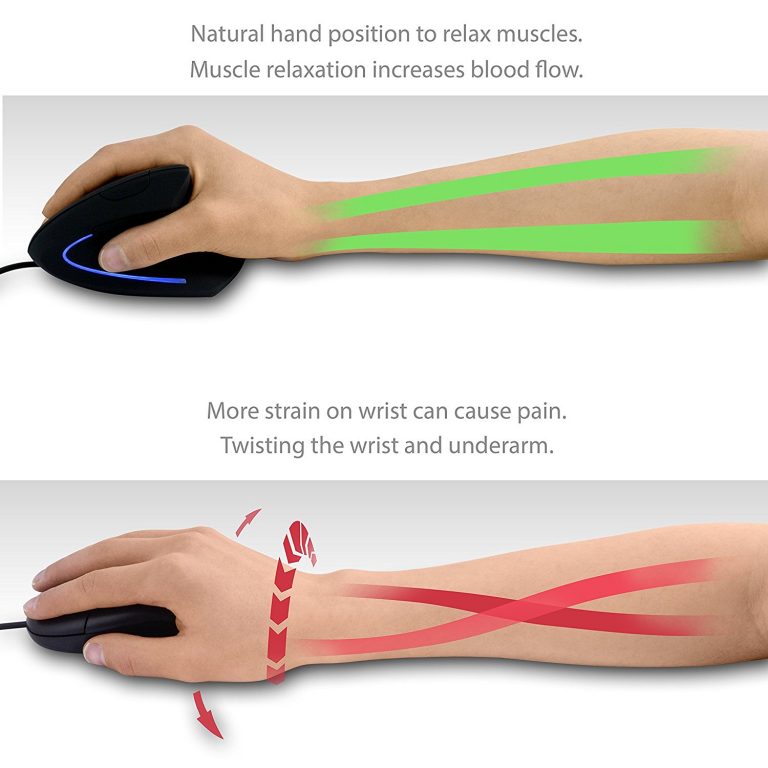 Natural hand position to relax muscles.
Muscle relaxation increases blood flow.
More strain on wrist can cause pain.
Twisting the wrist and underarm.